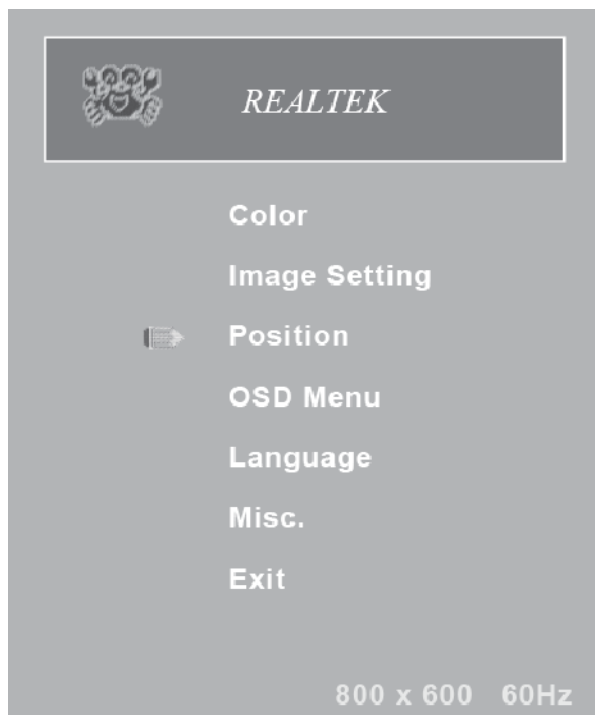 REALTEK
Color
Image Setting
Position
OSD Menu
Language
Misc.
Exit
800 x 600 60Hz